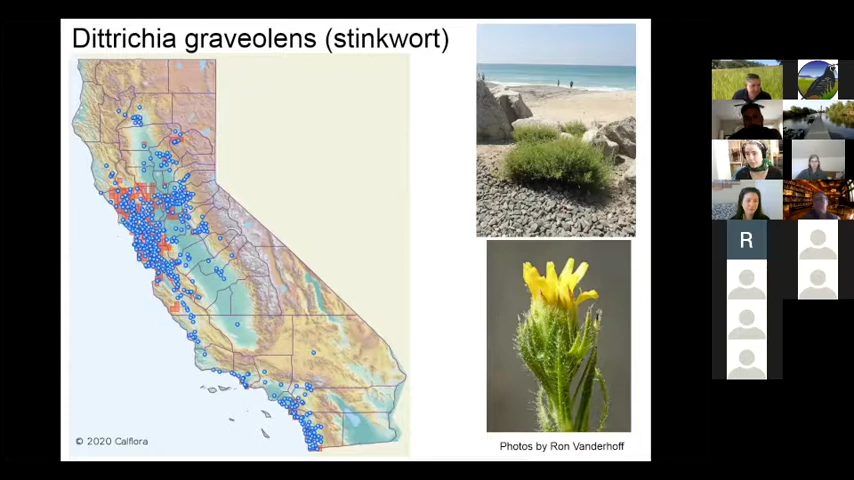 Dittrichia graveolens (stinkwort)
© 2020 Calflora
Photos by Ron Vanderhoff
R